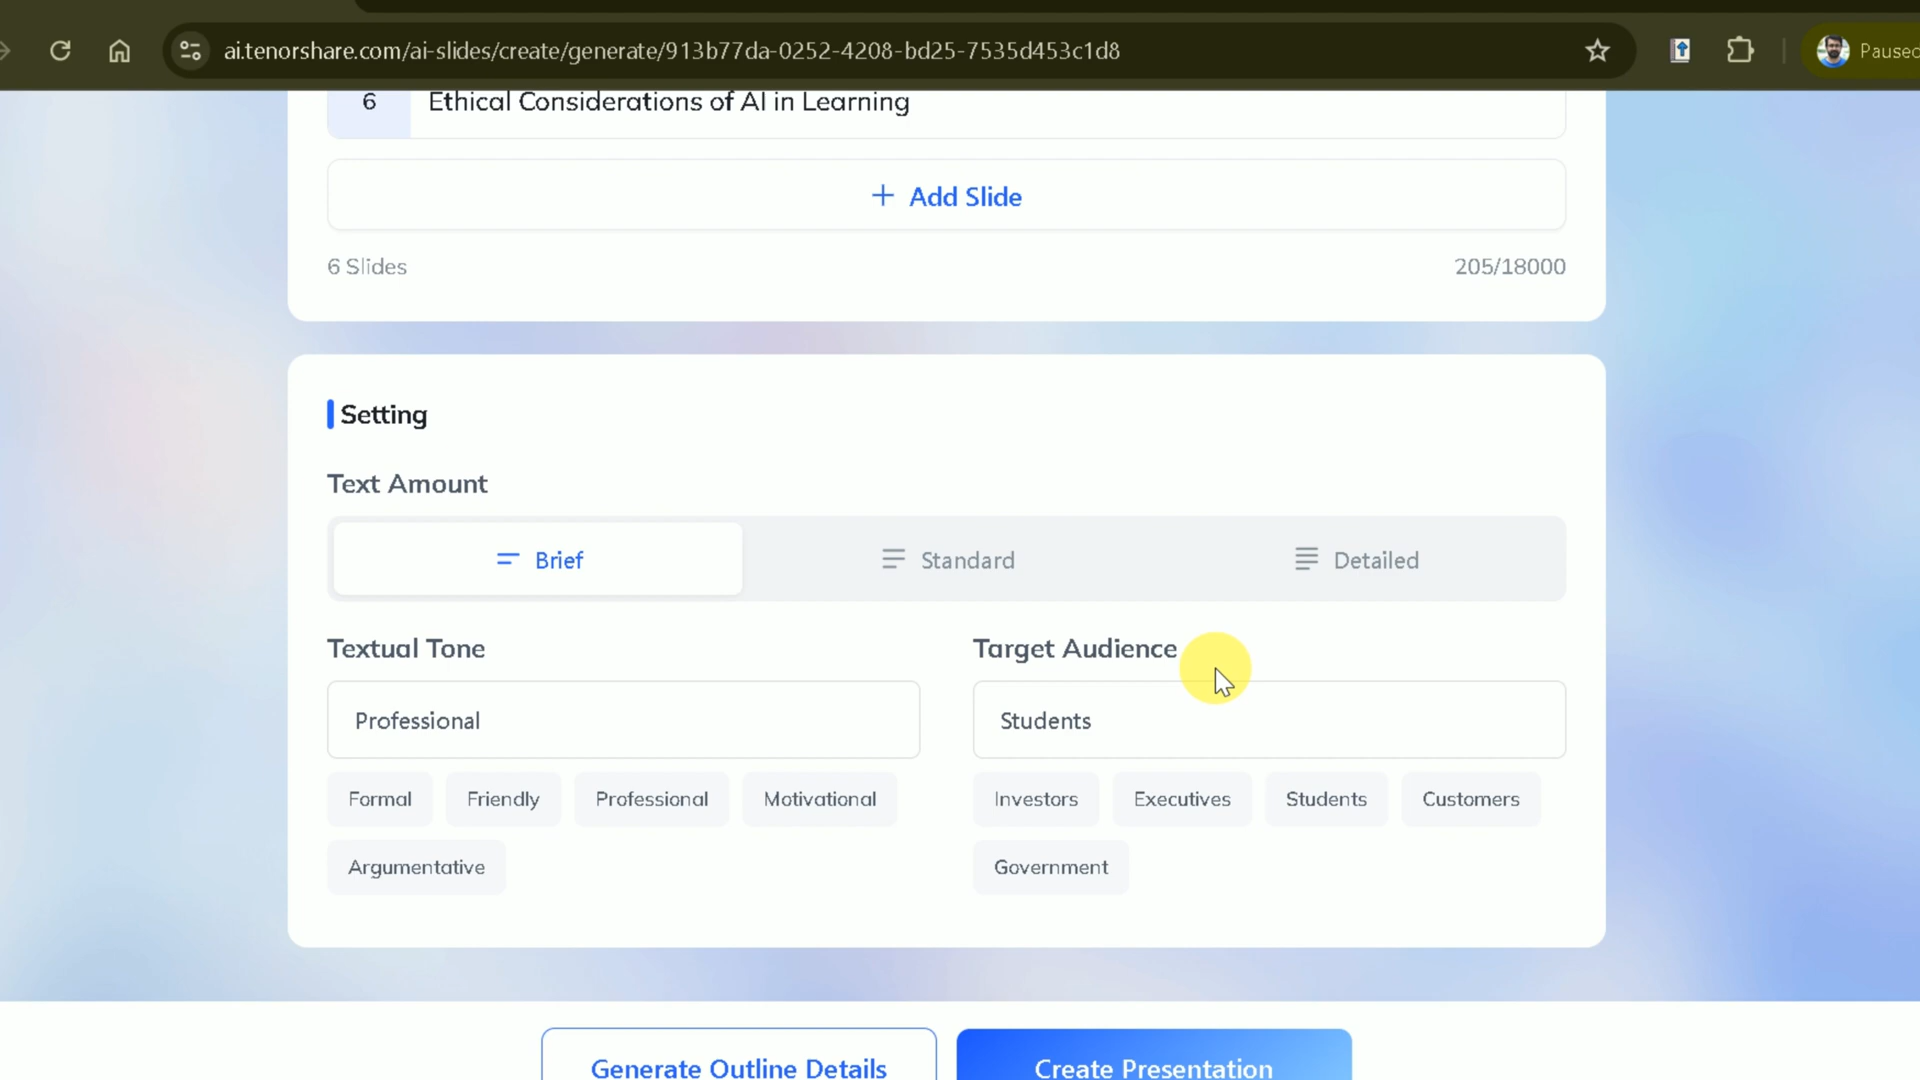 ai.tenorshare.com/ai-slides/create/generate/913b77da-0252-4208-bd25-7535d453c1d8
Paused
6 Ethical Considerations of AI in Learning
+ Add Slide
6 Slides 205/18000
Setting
Text Amount
Brief Standard Detailed
Textual Tone Target Audience
Professional Students
Formal Friendly Professional Motivational Investors Executives Students Customers
Argumentative Government
Generate Outline Details Create Presentation